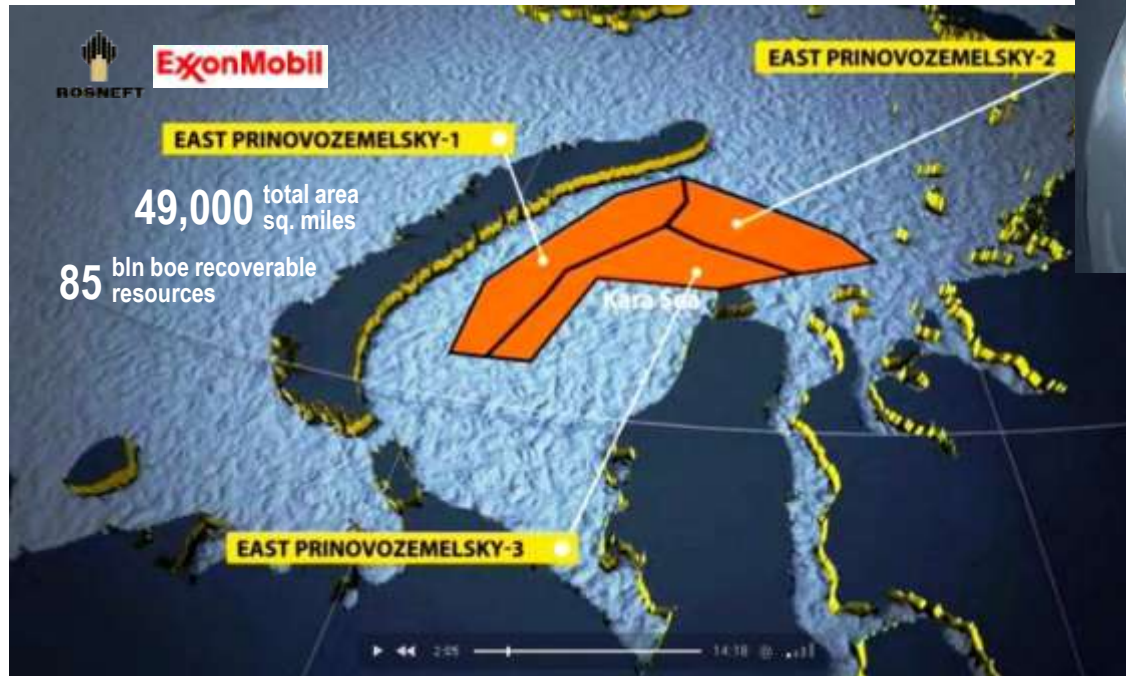 ROSNEFT
ExxonMobil
EAST PRINOVOZEMELSKY-2
EAST PRINOVOZEMELSKY-1
49,000 total area
sq. miles
85 bln boe recoverable
resources
Kara Sea
EAST PRINOVOZEMELSKY-3
2:05
14:18